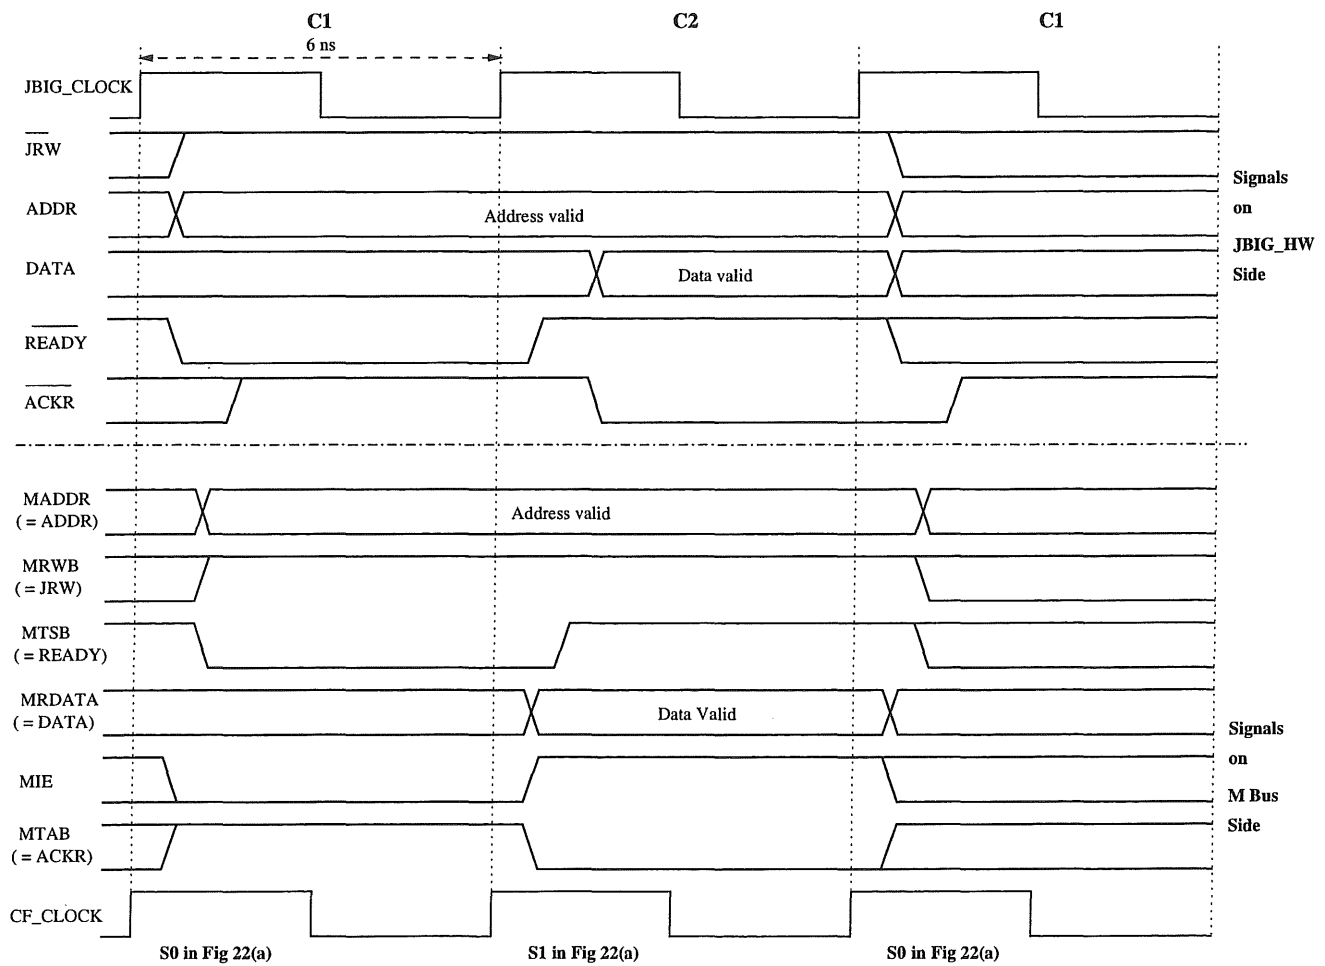 C1
C2
C1
6 ns
JBIG_CLOCK
JRW
ADDR
Address valid
DATA
Data valid
READY
ACKR
Signals
on
JBIG_HW
Side
MADDR
( = ADDR)
Address valid
MRWB
( = JRW)
MTSB
(= READY)
MRDATA
(= DATA)
Data Valid
MIE
MTAB
( = ACKR)
Signals
on
M Bus
Side
CF_CLOCK
S0 in Fig 22(a)
S1 in Fig 22(a)
S0 in Fig 22(a)